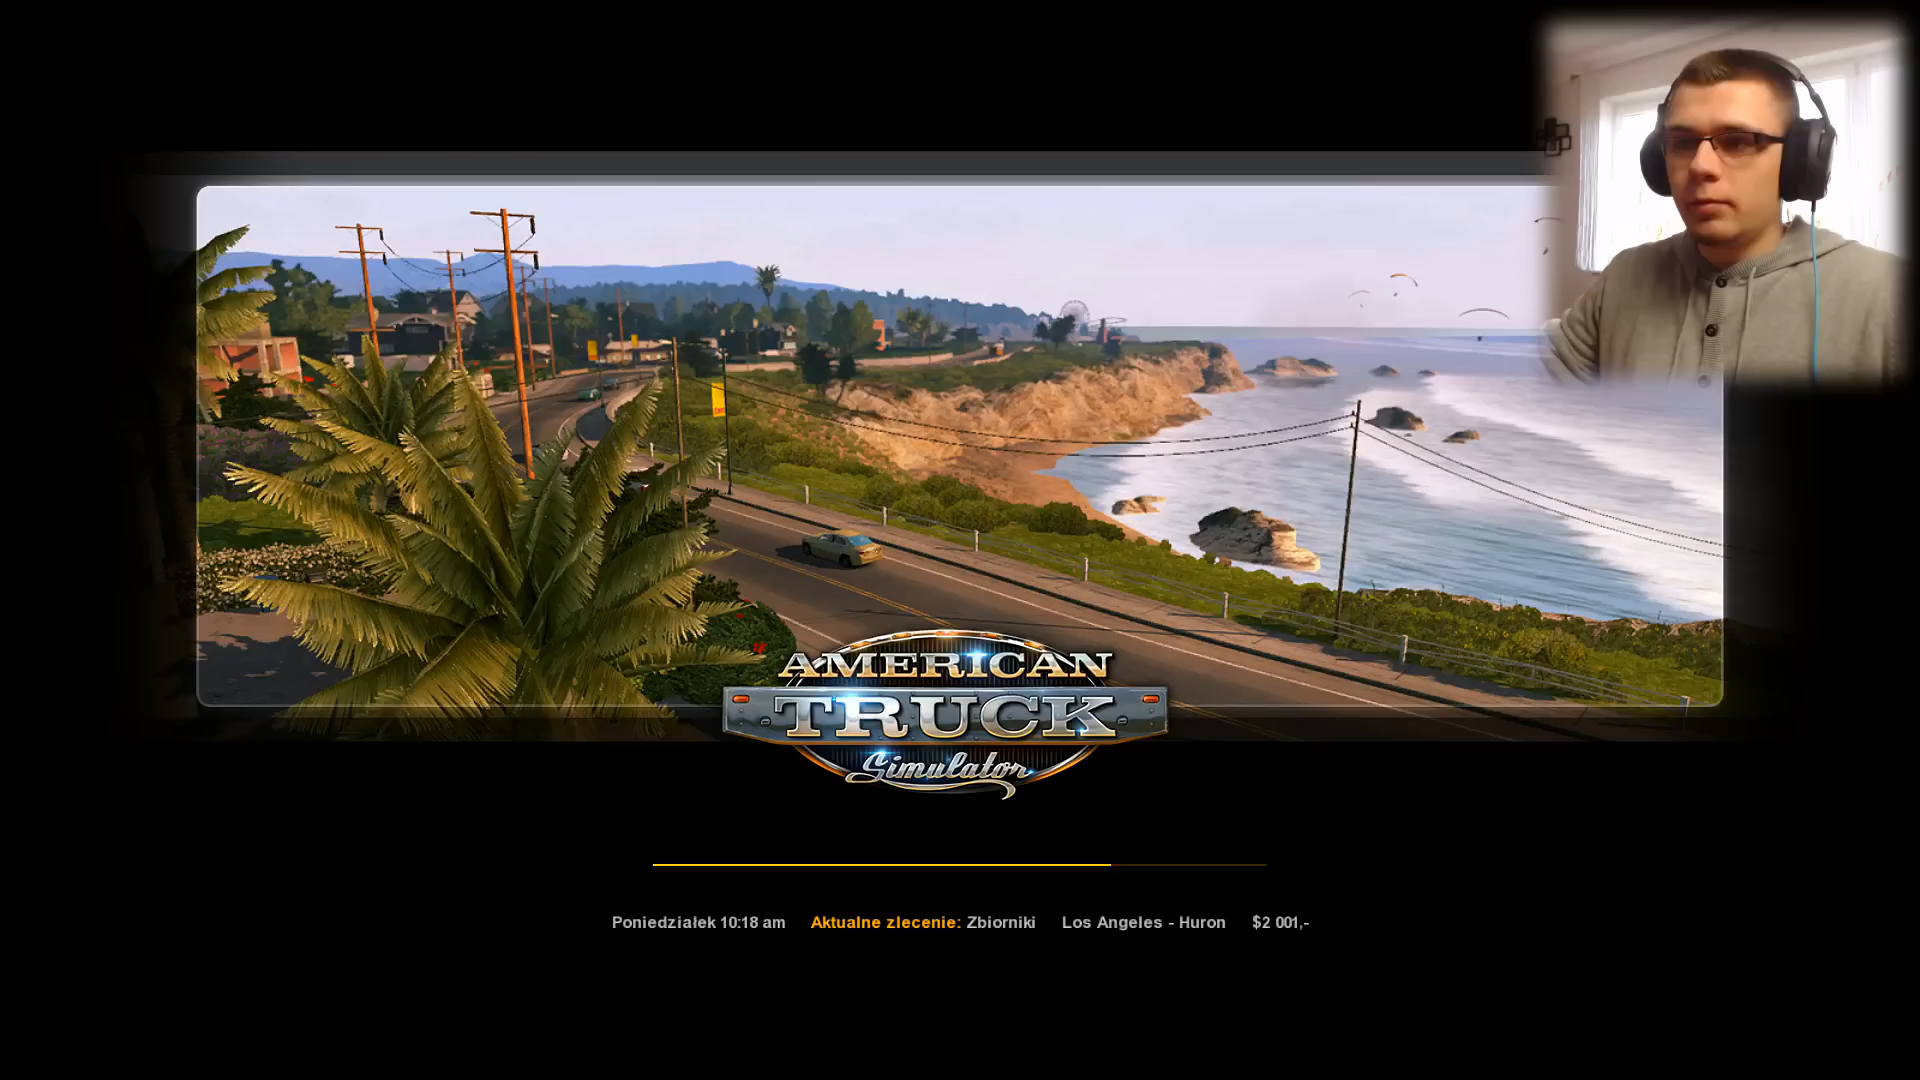 AMERICAN
TRUCK
Simulator
Poniedziałek 10:18 am Aktualne zlecenie: Zbiorniki Los Angeles - Huron $2 001,-